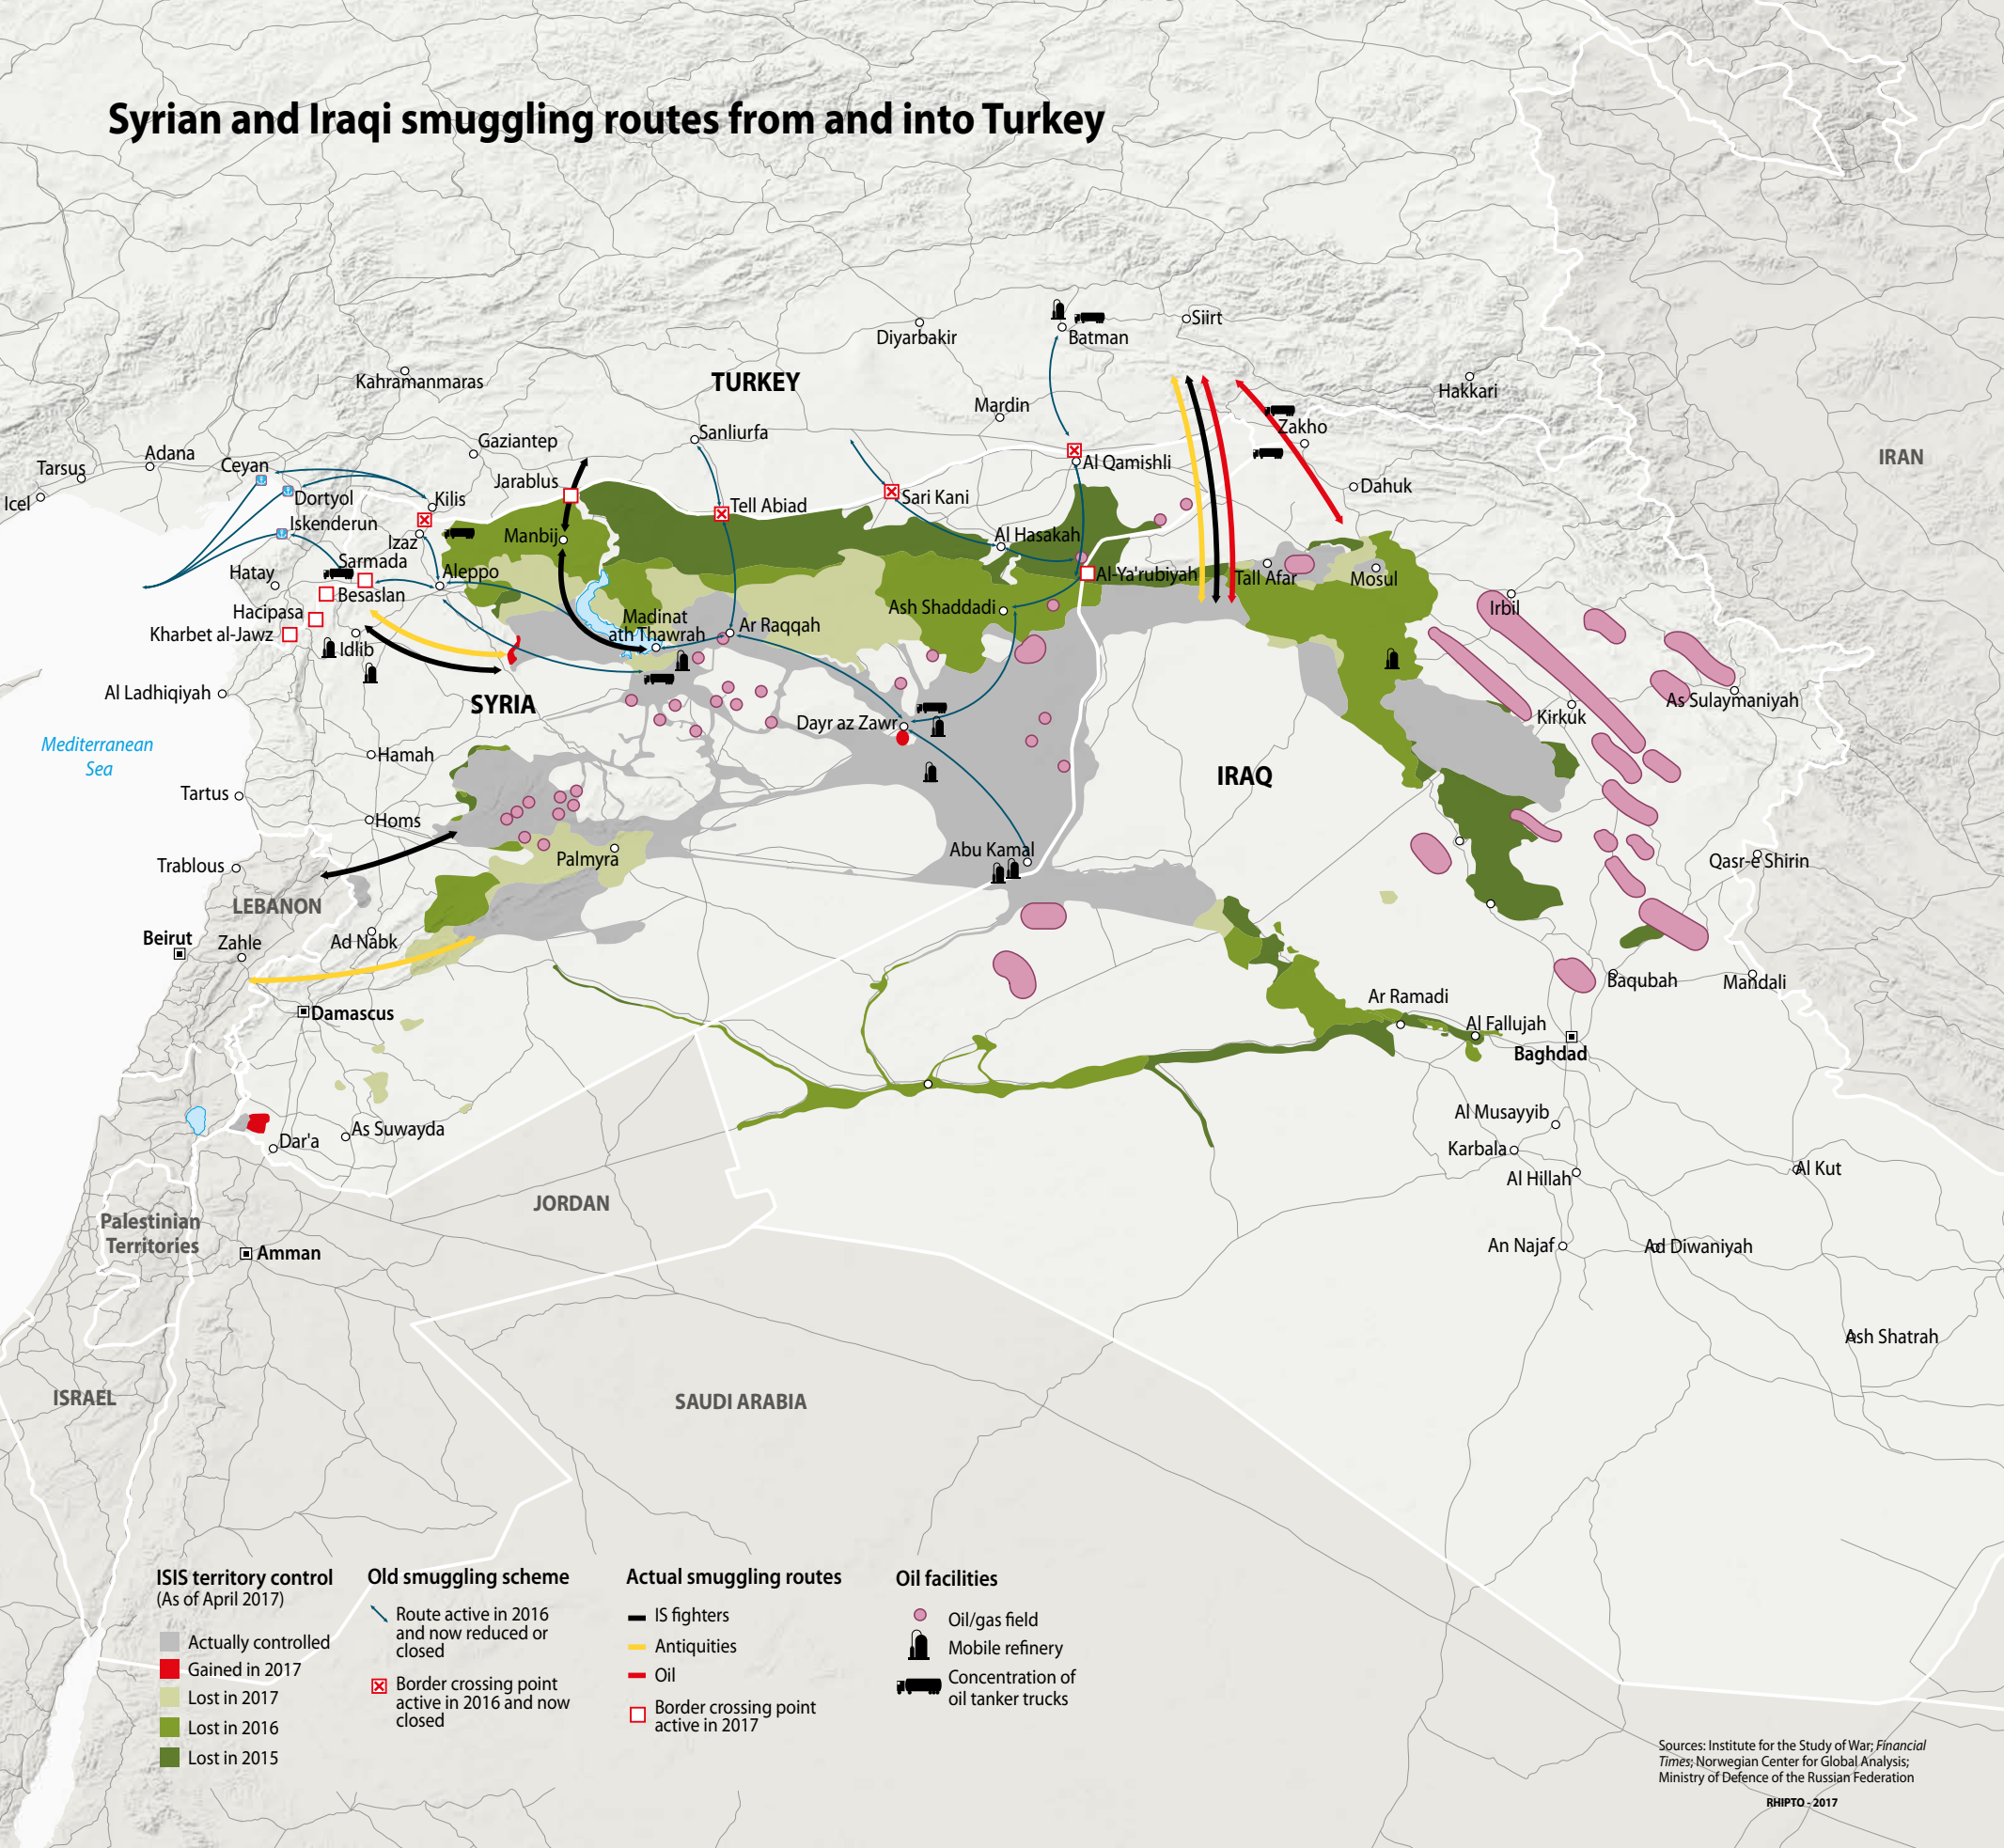 Syrian and Iraqi smuggling routes from and into Turkey
Siirt
Diyarbakir
Batman
Kahramanmaras
TURKEY
Hakkari
Mardin
Zakho
Sanliurfa
Gaziantep
Adana
Ceyan
Tarsus
Al Qamishli
IRAN
Jarablus
Dahuk
Icel
Dortyol
Kilis
Sari Kani
Tell Abiad
Iskenderun
Manbij
Al Hasakah
Izaz
Sarmada
Hatay
Aleppo
Al-Ya'rubiyah
Tall Afar
Mosul
Besaslan
Hacipasa
Ash Shaddadi
Irbil
Madinat
ath Thawrah
Ar Raqqah
Kharbet al-Jawz
Idlib
Al Ladhiqiyah
SYRIA
As Sulaymaniyah
Kirkuk
Dayr az Zawr
Mediterranean
Sea
Hamah
IRAQ
Tartus
Homs
Abu Kamal
Palmyra
Trablous
Qasr-e Shirin
LEBANON
Beirut
Zahle
Ad Nabk
Baqubah
Mandali
Ar Ramadi
Damascus
Al Fallujah
Baghdad
Al Musayyib
As Suwayda
Dar'a
Karbala
Al Kut
Al Hillah
JORDAN
Palestinian
Territories
An Najaf
Ad Diwaniyah
Amman
Ash Shatrah
ISRAEL
SAUDI ARABIA
ISIS territory control
(As of April 2017)
Actually controlled
Gained in 2017
Lost in 2017
Lost in 2016
Lost in 2015
Old smuggling scheme
Route active in 2016
and now reduced or
closed
Border crossing point
active in 2016 and now
closed
Actual smuggling routes
IS fighters
Antiquities
Oil
Border crossing point
active in 2017
Oil facilities
Oil/gas field
Mobile refinery
Concentration of
oil tanker trucks
Sources: Institute for the Study of War; Financial
Times; Norwegian Center for Global Analysis;
Ministry of Defence of the Russian Federation
RHIPTO - 2017